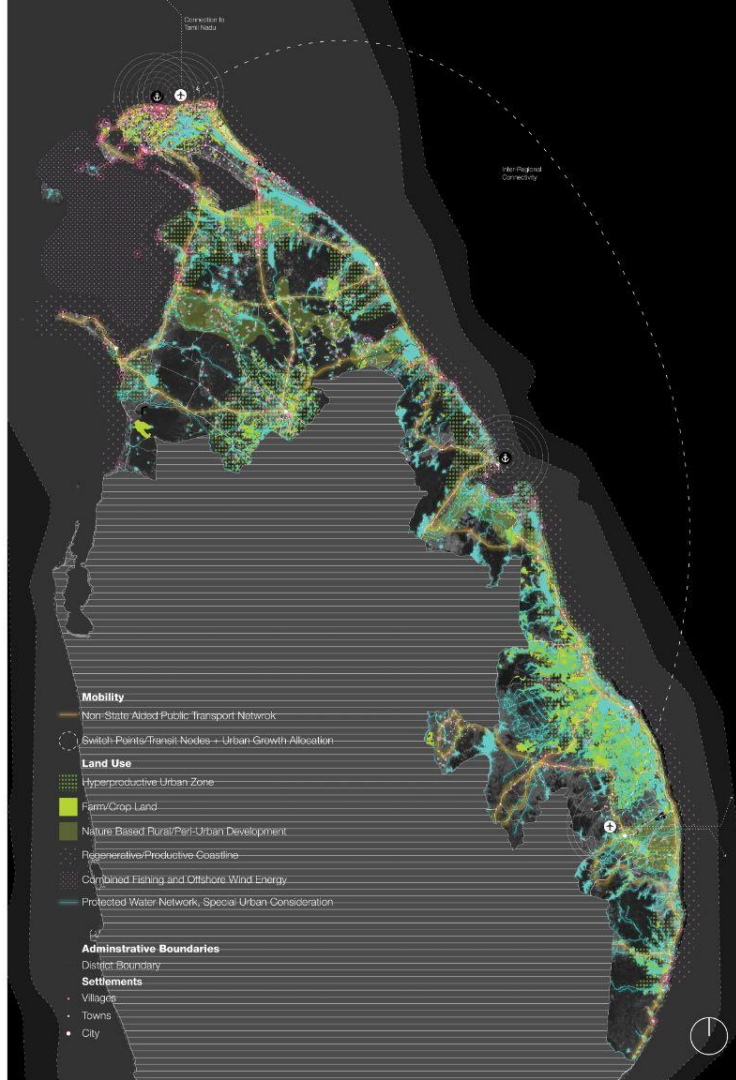 Connection to
Tamil Nadu
Inter-Regional
Connectivity
Mobility
Non-State Aided Public Transport Netwrok
Switch Points/Transit Nodes + Urban Growth Allocation
Land Use
Hyperproductive Urban Zone
Farm/Crop Land
Nature Based Rural/Peri-Urban Development
Regenerative/Productive Coastline
Combined Fishing and Offshore Wind Energy
Protected Water Network, Special Urban Consideration
Adminstrative Boundaries
District Boundary
Settlements
Villages
Towns
City